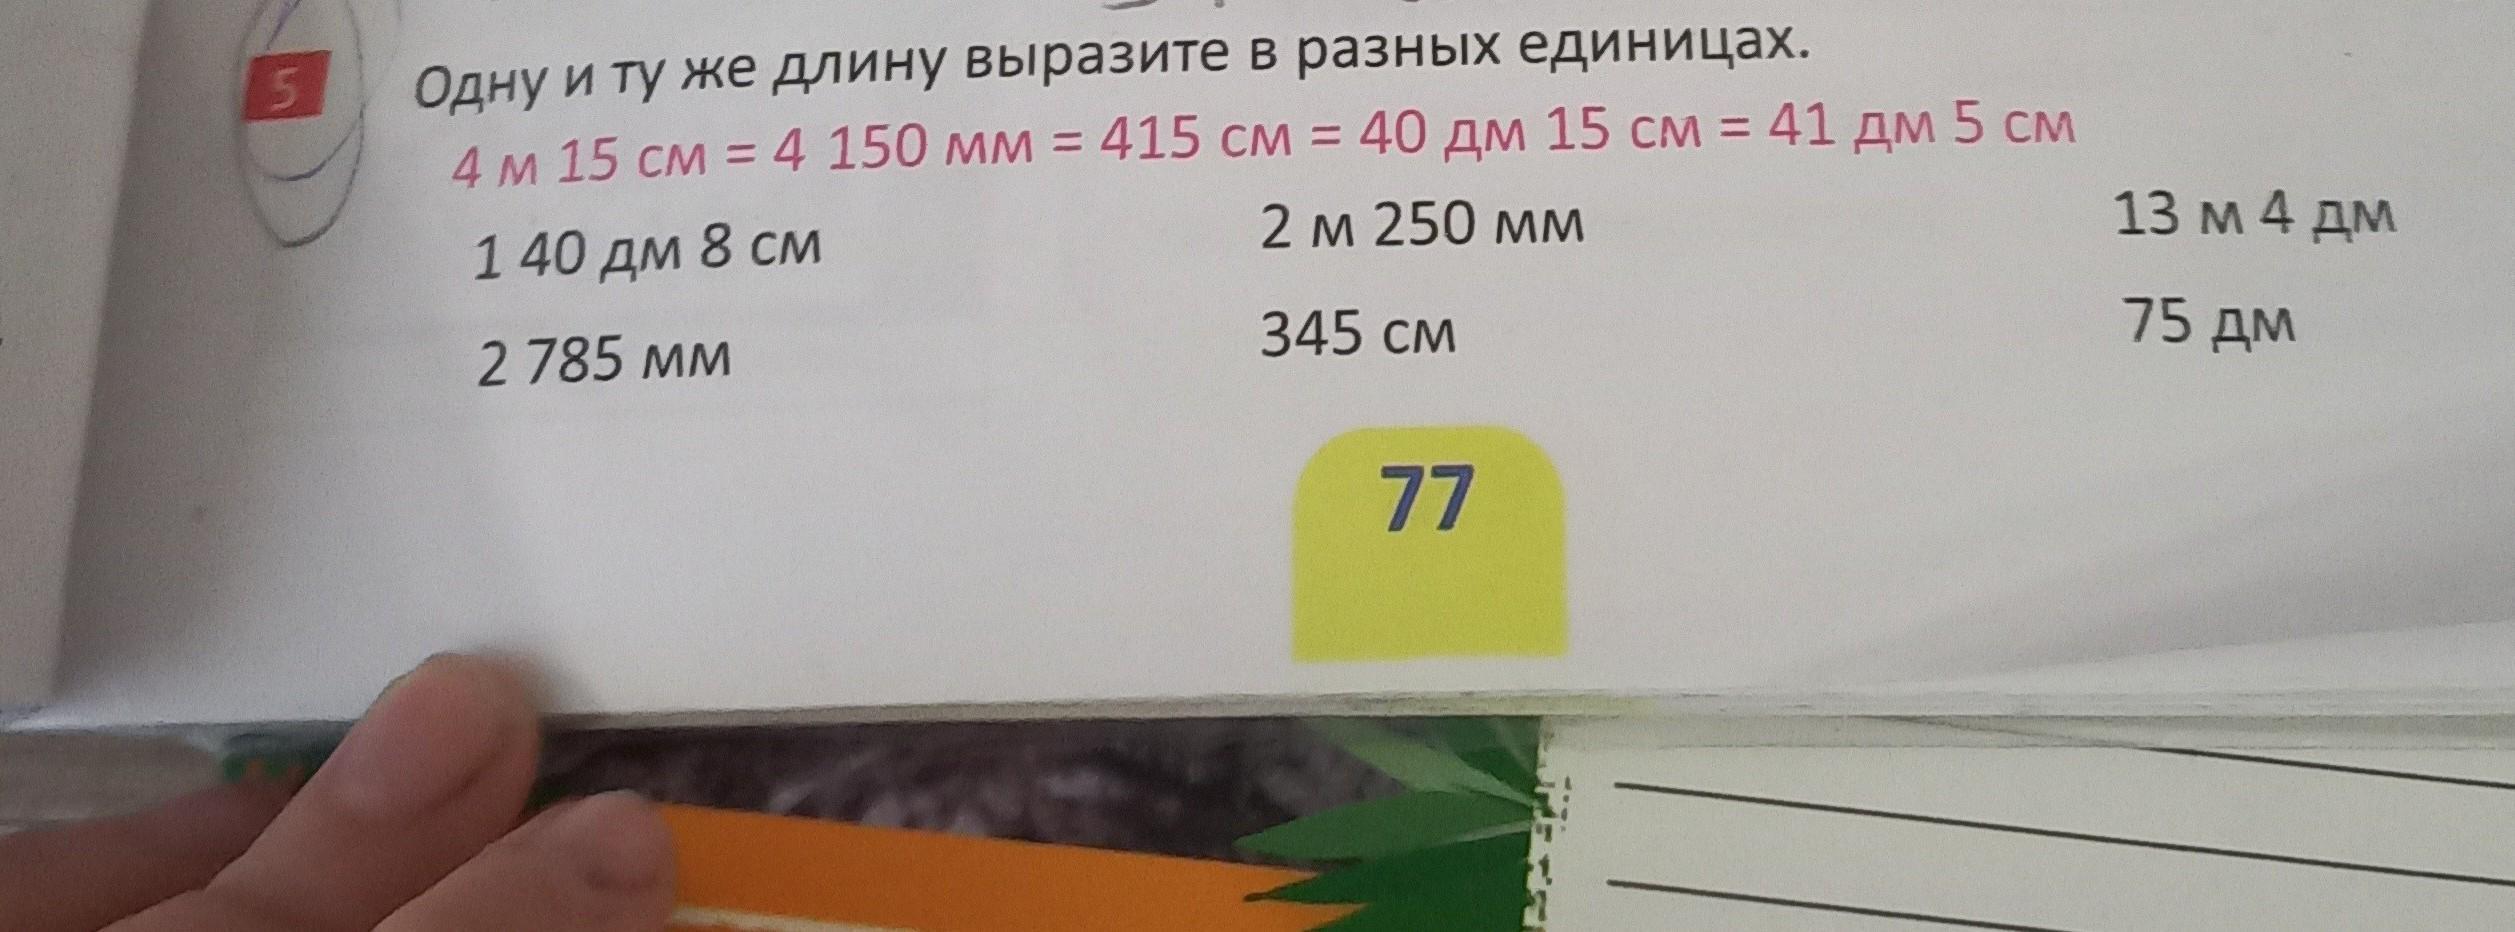 5 Одну и ту же длину выразите в разных единицах.
4 м 15 см = 4 150 мм = 415 см = 40 дм 15 см = 41 дм 5 см
1 40 дм 8 см 2 м 250 мм 13 м 4 дм
2 785 мм 345 см 75 дм
77